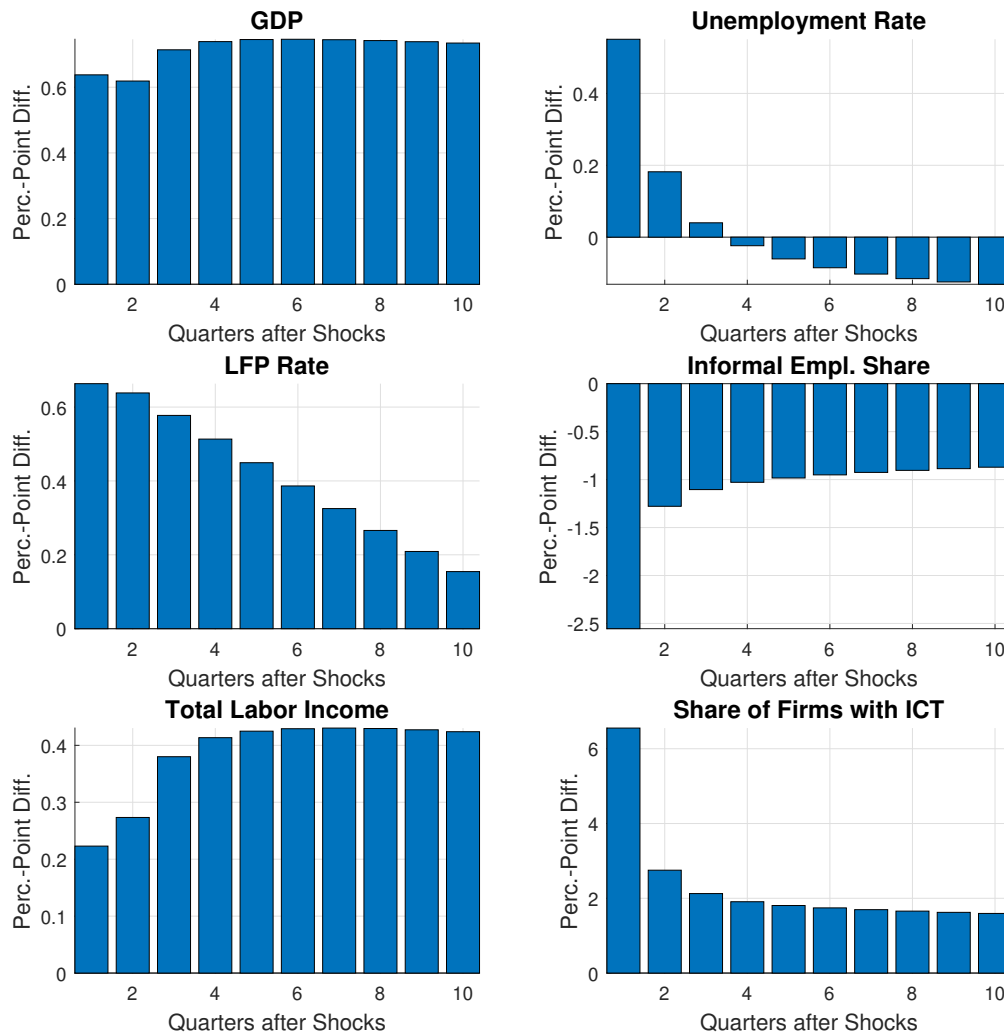 GDP
Perc.-Point Diff.
0.6
0.4
0.2
0
2 4 6 8 10
Quarters after Shocks
Unemployment Rate
Perc.-Point Diff.
0.4
0.2
0
2 4 6 8 10
Quarters after Shocks
LFP Rate
Perc.-Point Diff.
0.6
0.4
0.2
0
2 4 6 8 10
Quarters after Shocks
Informal Empl. Share
Perc.-Point Diff.
0
-0.5
-1
-1.5
-2
-2.5
2 4 6 8 10
Quarters after Shocks
Total Labor Income
Perc.-Point Diff.
0.4
0.3
0.2
0.1
0
2 4 6 8 10
Quarters after Shocks
Share of Firms with ICT
Perc.-Point Diff.
6
4
2
0
2 4 6 8 10
Quarters after Shocks